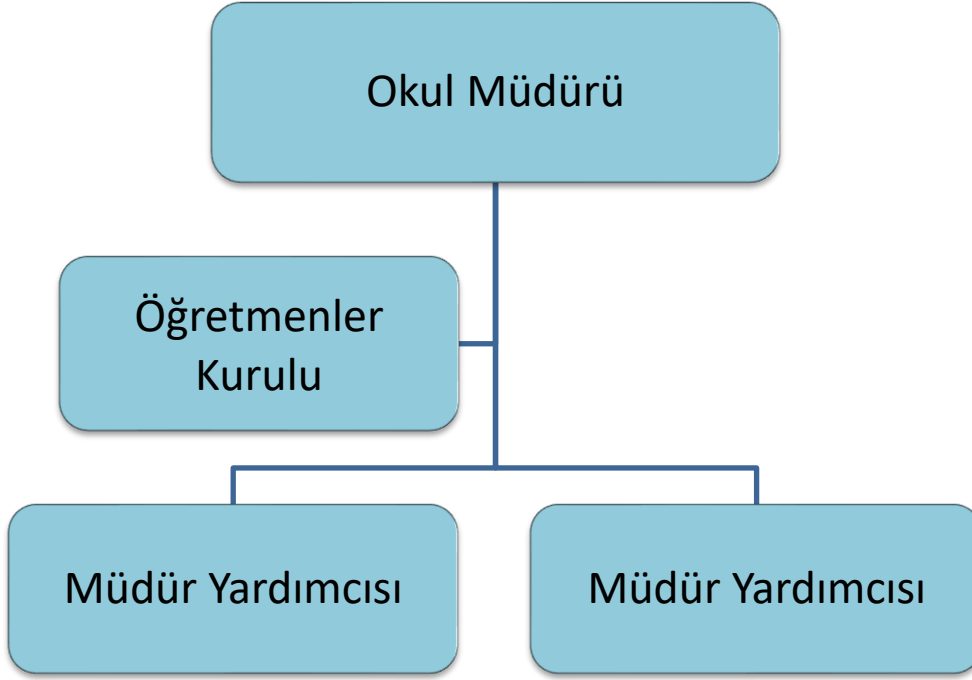 Okul Müdürü
Öğretmenler
Kurulu
Müdür Yardımcısı
Müdür Yardımcısı